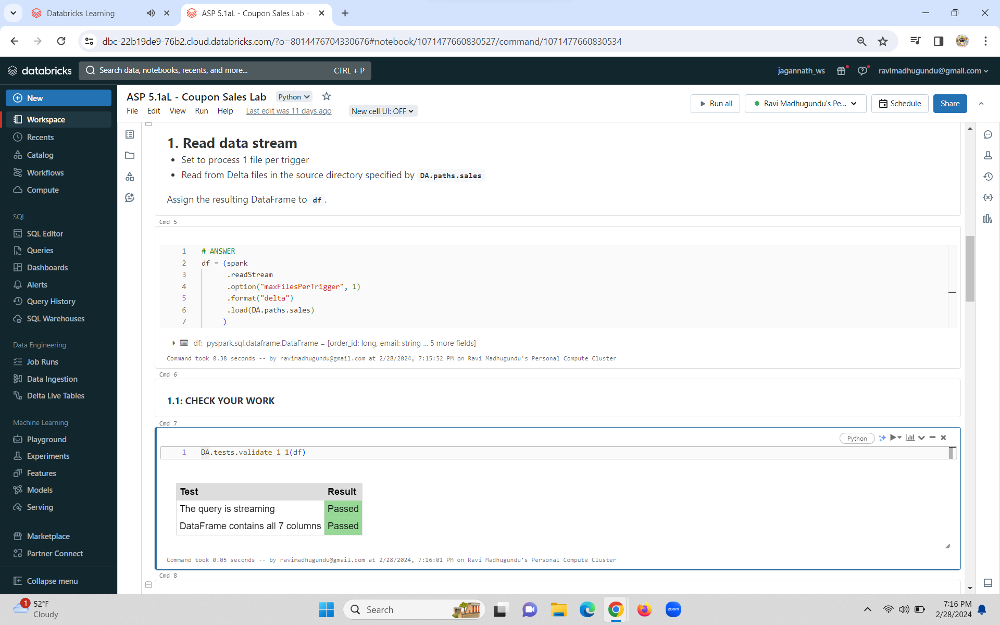 Databricks Learning
ASP 5.1aL - Coupon Sales Lab -
dbc-22b19de9-76b2.cloud.databricks.com/?o=8014476704330676#notebook/1071477660830527/command/1071477660830534
databricks
Search data, notebooks, recents, and more...
CTRL + P
jagannath_ws
ravimadhugundu@gmail.com
New
Workspace
Recents
Catalog
Workflows
Compute
SQL
SQL Editor
Queries
Dashboards
Alerts
Query History
SQL Warehouses
Data Engineering
Job Runs
Data Ingestion
Delta Live Tables
Machine Learning
Playground
Experiments
Features
Models
Serving
Marketplace
Partner Connect
Collapse menu
ASP 5.1aL - Coupon Sales Lab
Python
File Edit View Run Help Last edit was 11 days ago New cell UI: OFF
Run all
Ravi Madhugundu's Pe...
Schedule
Share
1. Read data stream
• Set to process 1 file per trigger
• Read from Delta files in the source directory specified by DA.paths.sales
Assign the resulting DataFrame to df .
Cmd 5
1 # ANSWER
2 df = (spark
3 .readStream
4 .option("maxFilesPerTrigger", 1)
5 .format("delta")
6 .load(DA.paths.sales)
7 )
df: pyspark.sql.dataframe.DataFrame = [order_id: long, email: string ... 5 more fields]
Command took 0.38 seconds -- by ravimadhugundu@gmail.com at 2/28/2024, 7:15:52 PM on Ravi Madhugundu's Personal Compute Cluster
Cmd 6
1.1: CHECK YOUR WORK
Cmd 7
Python
1 DA.tests.validate_1_1(df)
Test Result
The query is streaming Passed
DataFrame contains all 7 columns Passed
Command took 0.05 seconds -- by ravimadhugundu@gmail.com at 2/28/2024, 7:16:01 PM on Ravi Madhugundu's Personal Compute Cluster
Cmd 8
1
52°F
Cloudy
Search
zoom
7:16 PM
2/28/2024